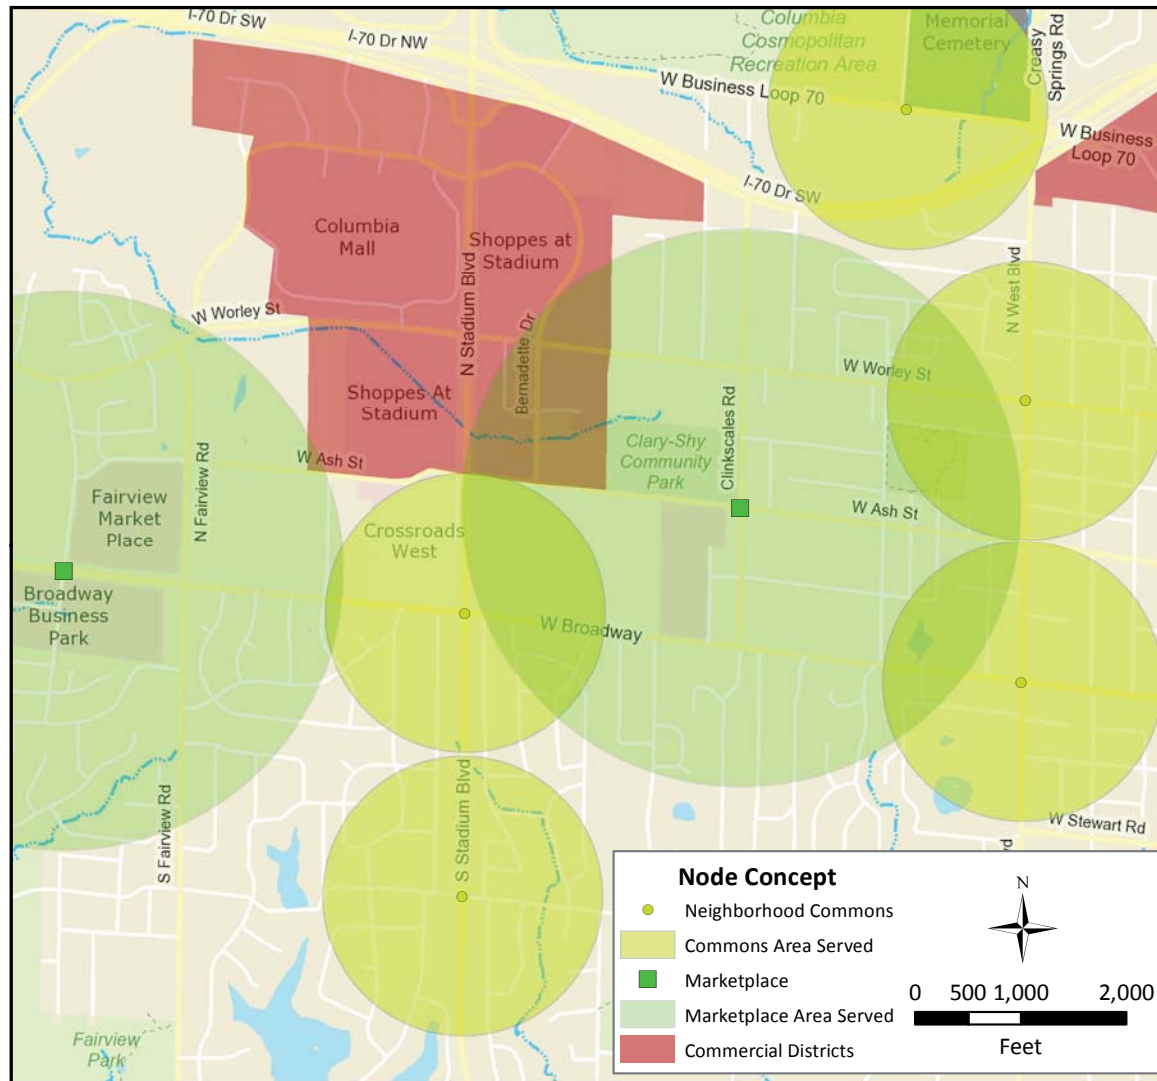 I-70 Dr SW
I-70 Dr NW
Columbia
Cosmopolitan
Recreation Area
Memorial
Cemetery
Creasy
Springs Rd
W Business Loop 70
W Business
Loop 70
I-70 Dr SW
Columbia
Mall
Shoppes at
Stadium
N Stadium Blvd
N West Blvd
W Worley St
Bernadette Dr
W Worley St
Shoppes At
Stadium
Clinkscales Rd
Clary-Shy
Community
Park
W Ash St
N Fairview Rd
Fairview
Market
Place
Crossroads
West
W Ash St
Broadway
Business
Park
W Broadway
S Fairview Rd
S Stadium Blvd
W Stewart Rd
vd
Fairview
Park
Node Concept
Neighborhood Commons
Commons Area Served
Marketplace
Marketplace Area Served
Commercial Districts
N
0 500 1,000 2,000
Feet